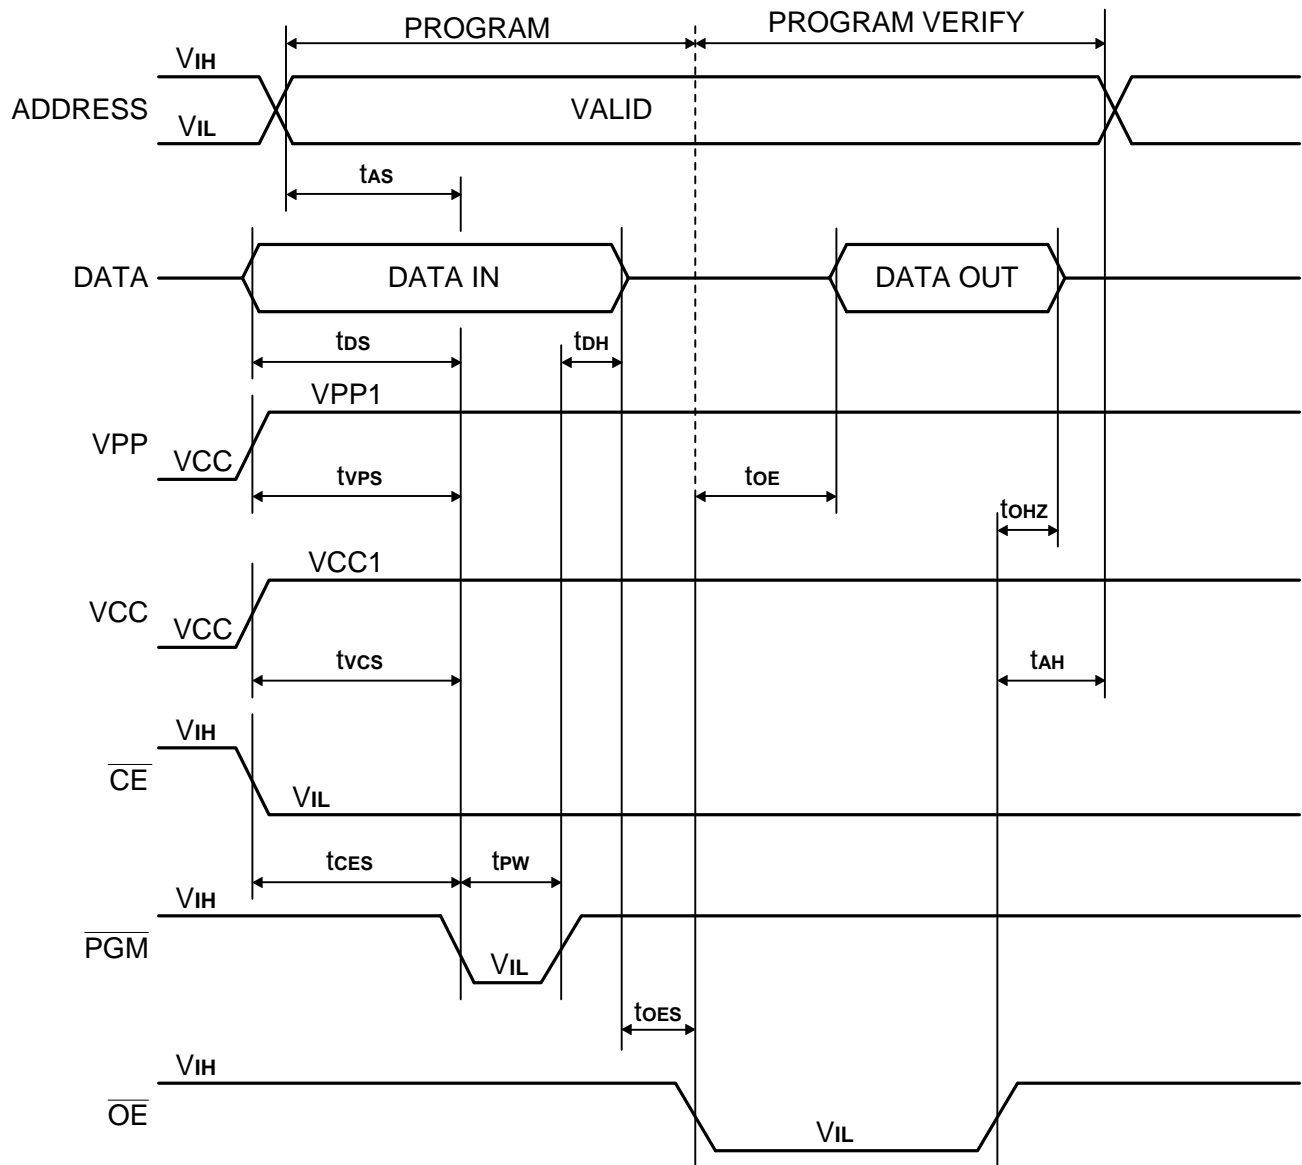 PROGRAM PROGRAM VERIFY
VIH
ADDRESS VALID
VIL
tAS
DATA DATA IN DATA OUT
tDS tDH
VPP1
VPP
VCC
tVPS tOE
tOHZ
VCC1
VCC
VCC
tVCS tAH
VIH
CE
VIL
tCES tPW
VIH
PGM
VIL
tOES
VIH
OE
VIL